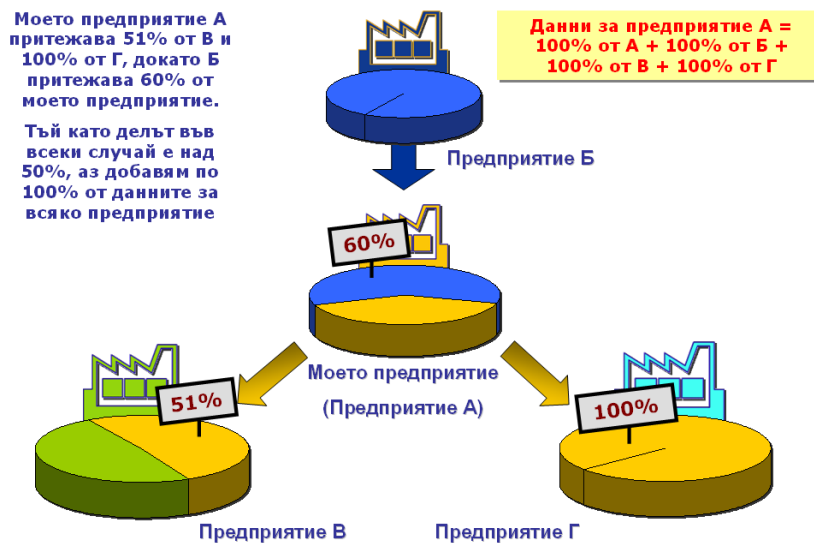 Моето предприятие А
притежава 51% от В и
100% от Г, докато Б
притежава 60% от
моето предприятие.
Тъй като делът във
всеки случай е над
50%, аз добавям по
100% от данните за
всяко предприятие
Данни за предприятие А =
100% от А + 100% от Б +
100% от В + 100% от Г
Предприятие Б
60%
Моето предприятие
(Предприятие А)
51%
100%
Предприятие В
Предприятие Г